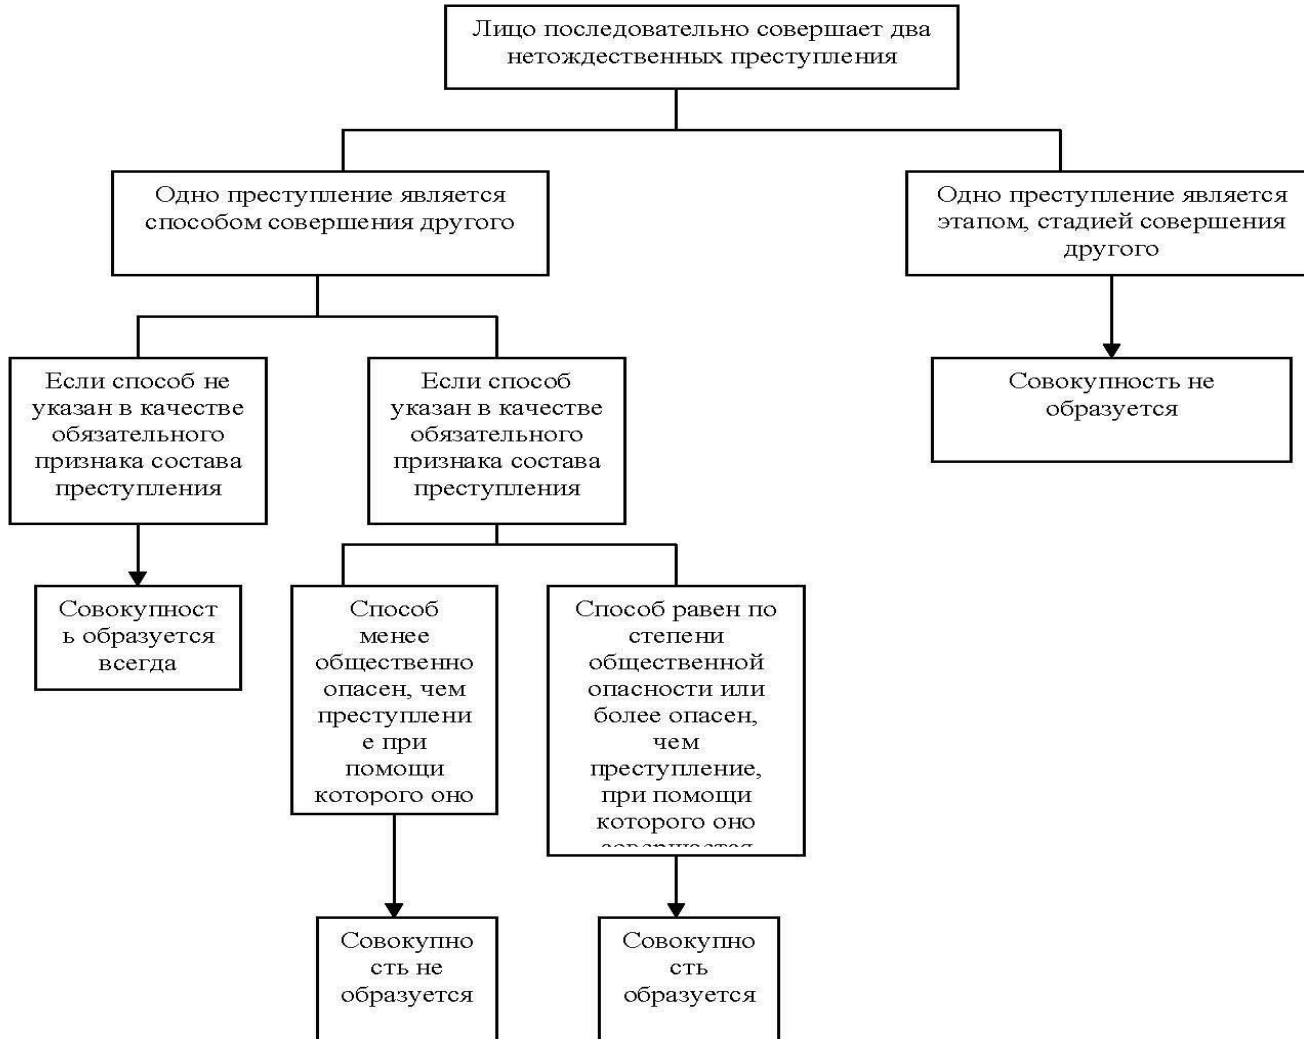 Лицо последовательно совершает два
нетождественных преступления
Одно преступление является
способом совершения другого
Одно преступление является
этапом, стадией совершения
другого
Если способ не
указан в качестве
обязательного
признака состава
преступления
Если способ
указан в качестве
обязательного
признака состава
преступления
Совокупность не
образуется
Совокупност
ь образуется
всегда
Способ
менее
общественно
опасен, чем
преступлени
е при
помощи
которого оно
Способ равен по
степени
общественной
опасности или
более опасен,
чем
преступление,
при помощи
которого оно
Совокупно
сть не
образуется
Совокупно
сть
образуется